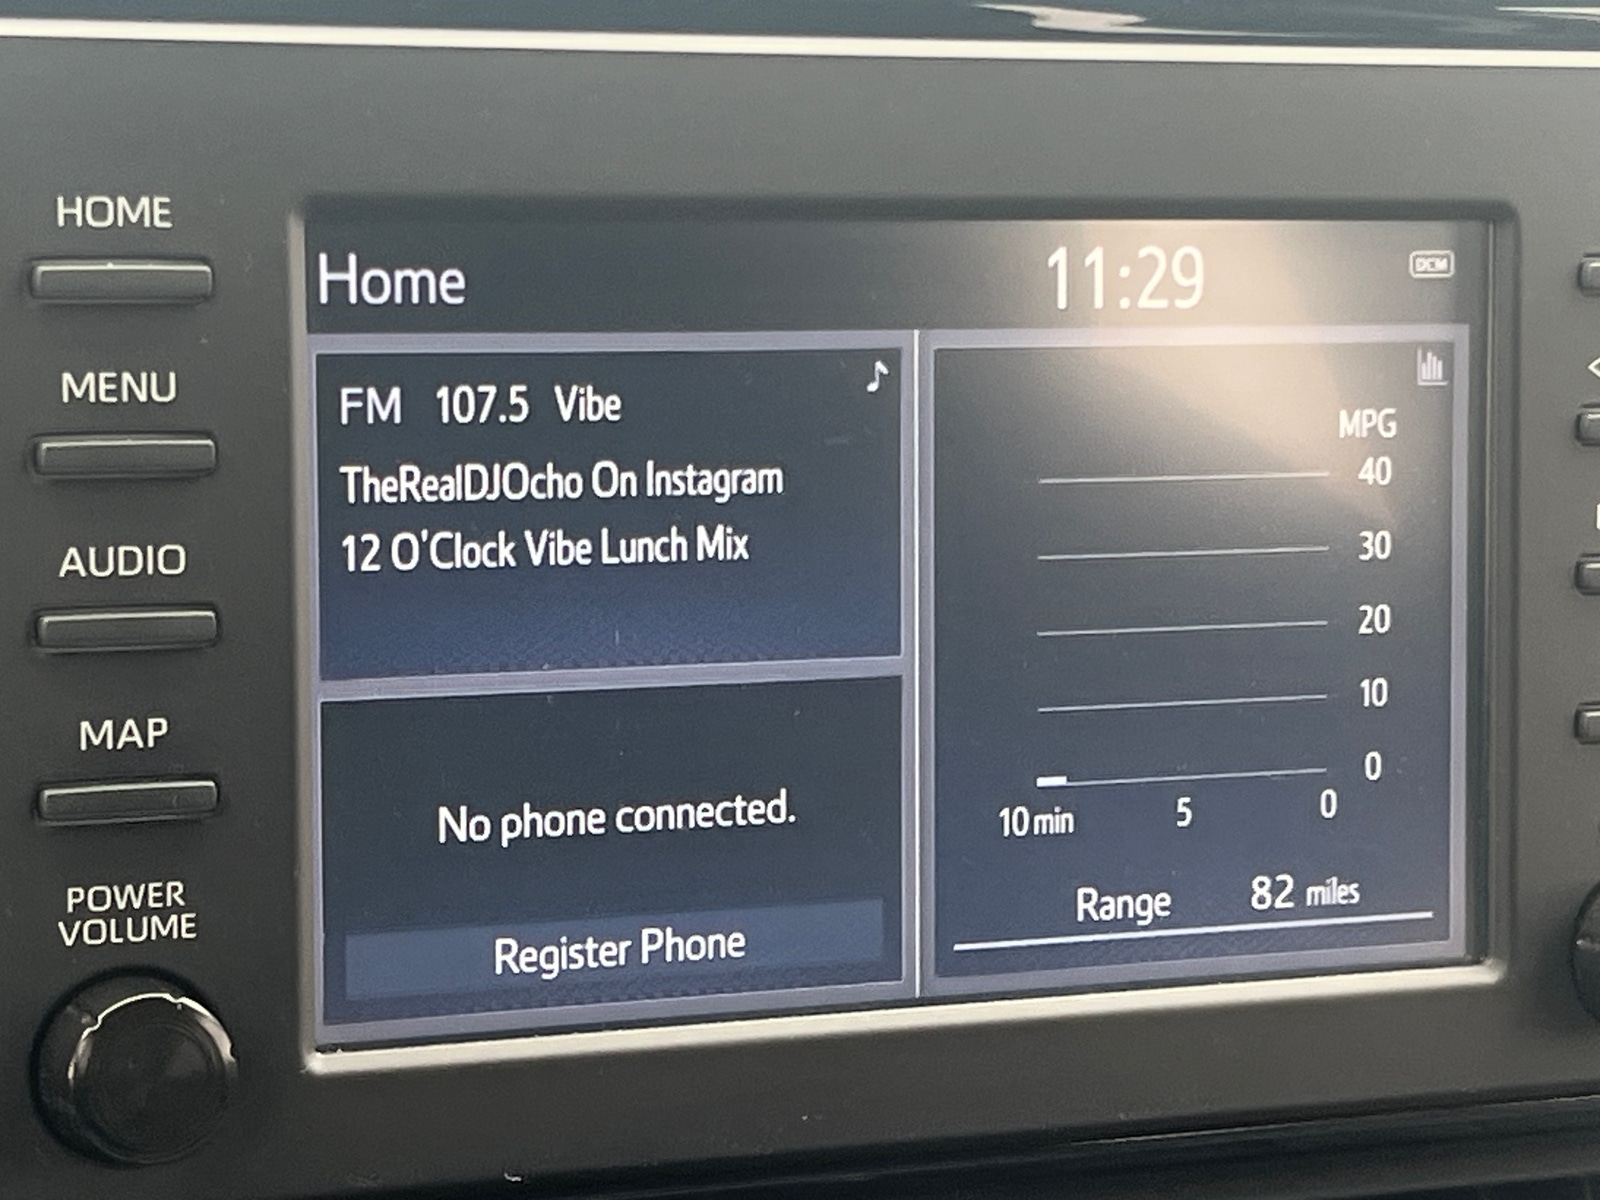 HOME
MENU
AUDIO
MAP
POWER
VOLUME
Home 11:29 DCM
FM 107.5 Vibe
TheRealDJOcho On Instagram
12 O'Clock Vibe Lunch Mix
No phone connected.
Register Phone
MPG
40
30
20
10
0
10 min 5 0
Range 82 miles